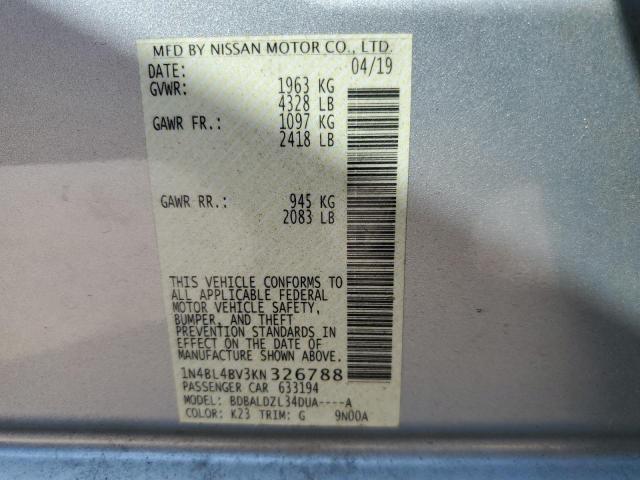 MFD BY NISSAN MOTOR CO., LTD.
DATE: 04/19
GVWR: 1963 KG
4328 LB
GAWR FR.: 1097 KG
2418 LB
GAWR RR.: 945 KG
2083 LB
THIS VEHICLE CONFORMS TO
ALL APPLICABLE FEDERAL
MOTOR VEHICLE SAFETY,
BUMPER, AND THEFT
PREVENTION STANDARDS IN
EFFECT ON THE DATE OF
MANUFACTURE SHOWN ABOVE.
1N4BL4BV3KN326788
PASSENGER CAR 633194
MODEL: BDBALDZL34DUA----A
COLOR: K23 TRIM: G 9N00A